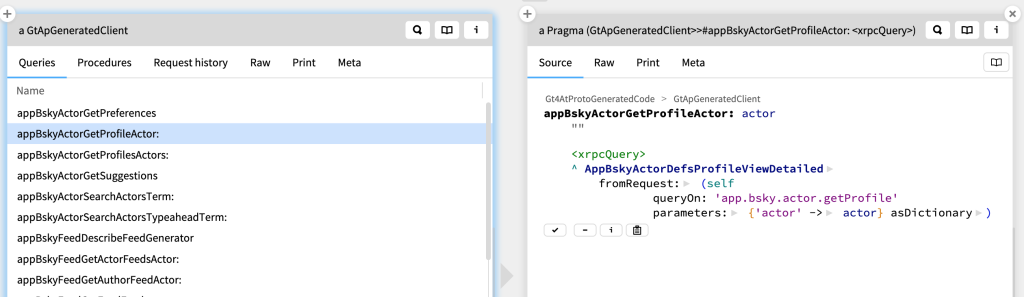 a GtApGeneratedClient
Queries Procedures Request history Raw Print Meta
Name
appBskyActorGetPreferences
appBskyActorGetProfileActor:
appBskyActorGetProfilesActors:
appBskyActorGetSuggestions
appBskyActorSearchActorsTerm:
appBskyActorSearchActorsTypeaheadTerm:
appBskyFeedDescribeFeedGenerator
appBskyFeedGetActorFeedsActor:
appBskyFeedGetAuthorFeedActor:
a Pragma (GtApGeneratedClient>>#appBskyActorGetProfileActor: <xrpcQuery>)
Source Raw Print Meta
Gt4AtProtoGeneratedCode > GtApGeneratedClient
appBskyActorGetProfileActor: actor
""
<xrpcQuery>
^ AppBskyActorDefsProfileViewDetailed
fromRequest: (self
queryOn: 'app.bsky.actor.getProfile'
parameters: {'actor' -> actor} asDictionary )